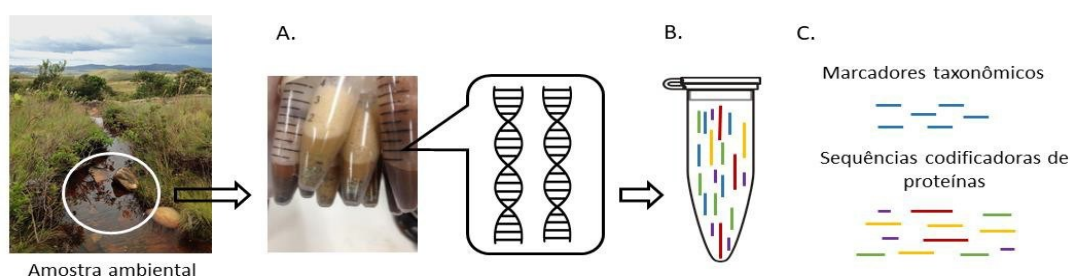 A.
B.
C.
Marcadores taxonômicos
Sequências codificadoras de
proteínas
Amostra ambiental